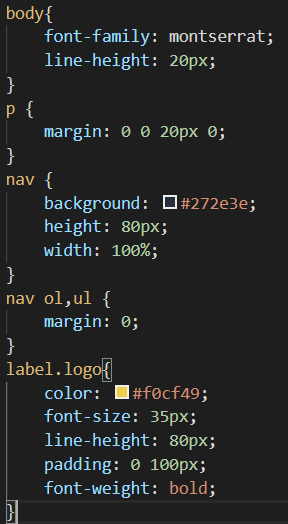 body{
    font-family: montserrat;
    line-height: 20px;
}
p {
    margin: 0 0 20px 0;
}
nav {
    background: #272e3e;
    height: 80px;
    width: 100%;
}
nav ol,ul {
    margin: 0;
}
label.logo{
    color: #f0cf49;
    font-size: 35px;
    line-height: 80px;
    padding: 0 100px;
    font-weight: bold;
}